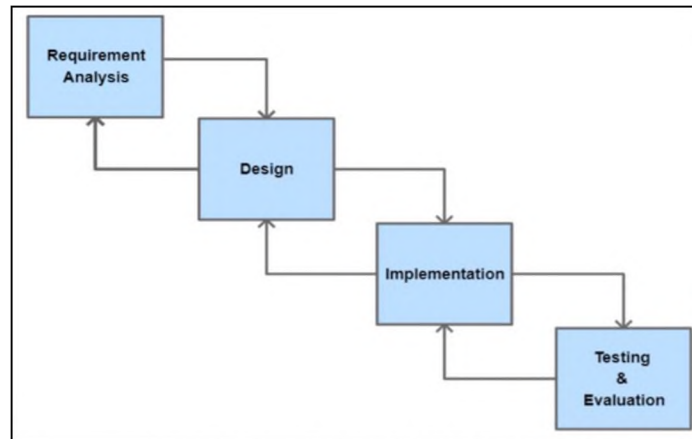 Requirement
Analysis
Design
Implementation
Testing
&
Evaluation